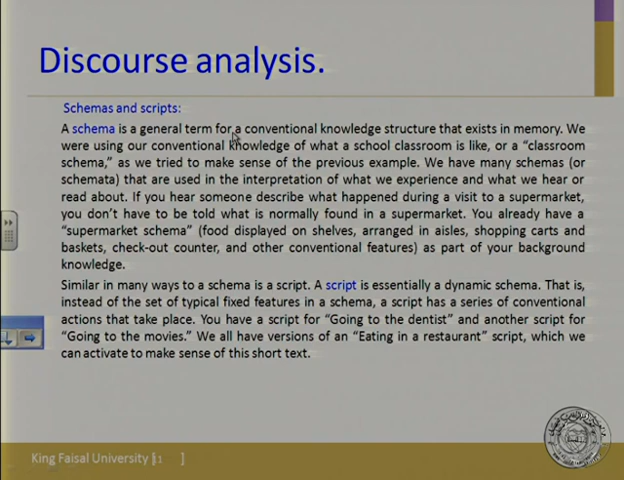 Discourse analysis.
Schemas and scripts:
A schema is a general term for a conventional knowledge structure that exists in memory. We
were using our conventional knowledge of what a school classroom is like, or a “classroom
schema,” as we tried to make sense of the previous example. We have many schemas (or
schemata) that are used in the interpretation of what we experience and what we hear or
read about. If you hear someone describe what happened during a visit to a supermarket,
you don’t have to be told what is normally found in a supermarket. You already have a
“supermarket schema” (food displayed on shelves, arranged in aisles, shopping carts and
baskets, check-out counter, and other conventional features) as part of your background
knowledge.
Similar in many ways to a schema is a script. A script is essentially a dynamic schema. That is,
instead of the set of typical fixed features in a schema, a script has a series of conventional
actions that take place. You have a script for “Going to the dentist” and another script for
“Going to the movies.” We all have versions of an “Eating in a restaurant” script, which we
can activate to make sense of this short text.
King Faisal University [1 ]